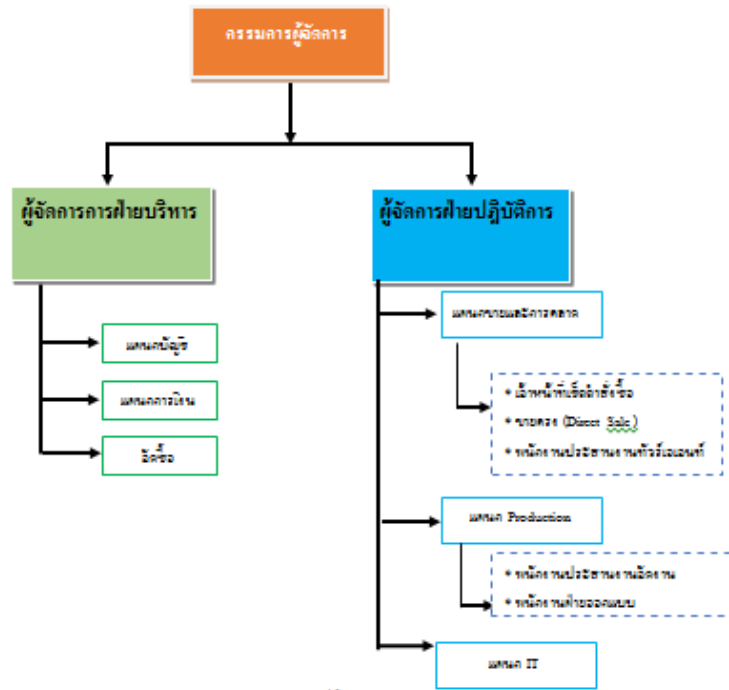 กรรมการผู้จัดการ
ผู้จัดการการฝ่ายบริหาร
ผู้จัดการฝ่ายปฏิบัติการ
แผนกบัญชี
แผนกการเงิน
จัดซื้อ
แผนกขายและการตลาด
* เจ้าหน้าที่เช็คคำสั่งซื้อ
* ขายตรง (Direct Sale)
* พนักงานประสานงานทัวร์เอเจนท์
แผนก Production
* พนักงานประสานงานจัดงาน
* พนักงานฝ่ายออกแบบ
แผนก IT